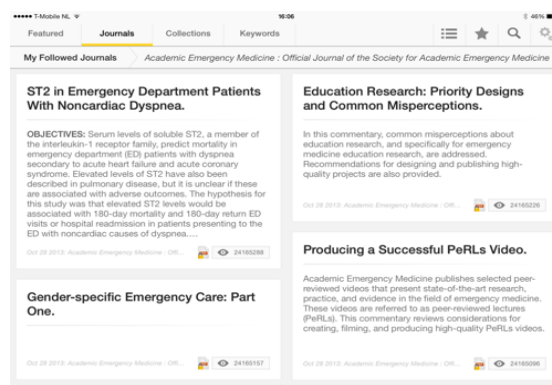 T-Mobile NL 16:06 46%
Featured Journals Collections Keywords
My Followed Journals Academic Emergency Medicine : Official Journal of the Society for Academic Emergency Medicine
ST2 in Emergency Department Patients
With Noncardiac Dyspnea.
OBJECTIVES: Serum levels of soluble ST2, a member of
the interleukin-1 receptor family, predict mortality in
emergency department (ED) patients with dyspnea
secondary to acute heart failure and acute coronary
syndrome. Elevated levels of ST2 have also been
described in pulmonary disease, but it is unclear if these
are associated with adverse outcomes. The hypothesis for
this study was that elevated ST2 levels would be
associated with 180-day mortality and 180-day return ED
visits or hospital readmission in patients presenting to the
ED with noncardiac causes of dyspnea....
Oct 28 2013: Academic Emergency Medicine : Offi... 24165288
Gender-specific Emergency Care: Part
One.
Oct 28 2013: Academic Emergency Medicine : Offi... 24165157
Education Research: Priority Designs
and Common Misperceptions.
In this commentary, common misperceptions about
education research, and specifically for emergency
medicine education research, are addressed.
Recommendations for designing and publishing high-
quality projects are also provided.
Oct 28 2013: Academic Emergency Medicine : Offi... 24165226
Producing a Successful PeRLs Video.
Academic Emergency Medicine publishes selected peer-
reviewed videos that present state-of-the-art research,
practice, and evidence in the field of emergency medicine.
These videos are referred to as peer-reviewed lectures
(PeRLs). This commentary reviews considerations for
creating, filming, and producing high-quality PeRLs videos.
Oct 28 2013: Academic Emergency Medicine : Offi... 24165096